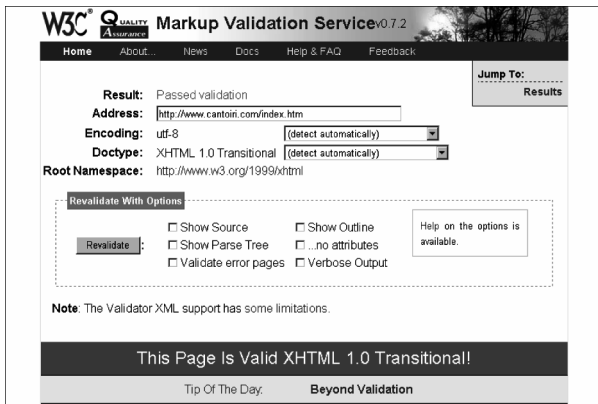 W3C® QUALITY Assurance Markup Validation Service v0.7.2
Home About... News Docs Help & FAQ Feedback
Jump To:
Results
Result: Passed validation
Address: http://www.cantoiri.com/index.htm
Encoding: utf-8 (detect automatically)
Doctype: XHTML 1.0 Transitional (detect automatically)
Root Namespace: http://www.w3.org/1999/xhtml
Revalidate With Options
Show Source Show Outline
Revalidate : Show Parse Tree ...no attributes
Validate error pages Verbose Output
Help on the options is
available.
Note: The Validator XML support has some limitations.
This Page Is Valid XHTML 1.0 Transitional!
Tip Of The Day: Beyond Validation